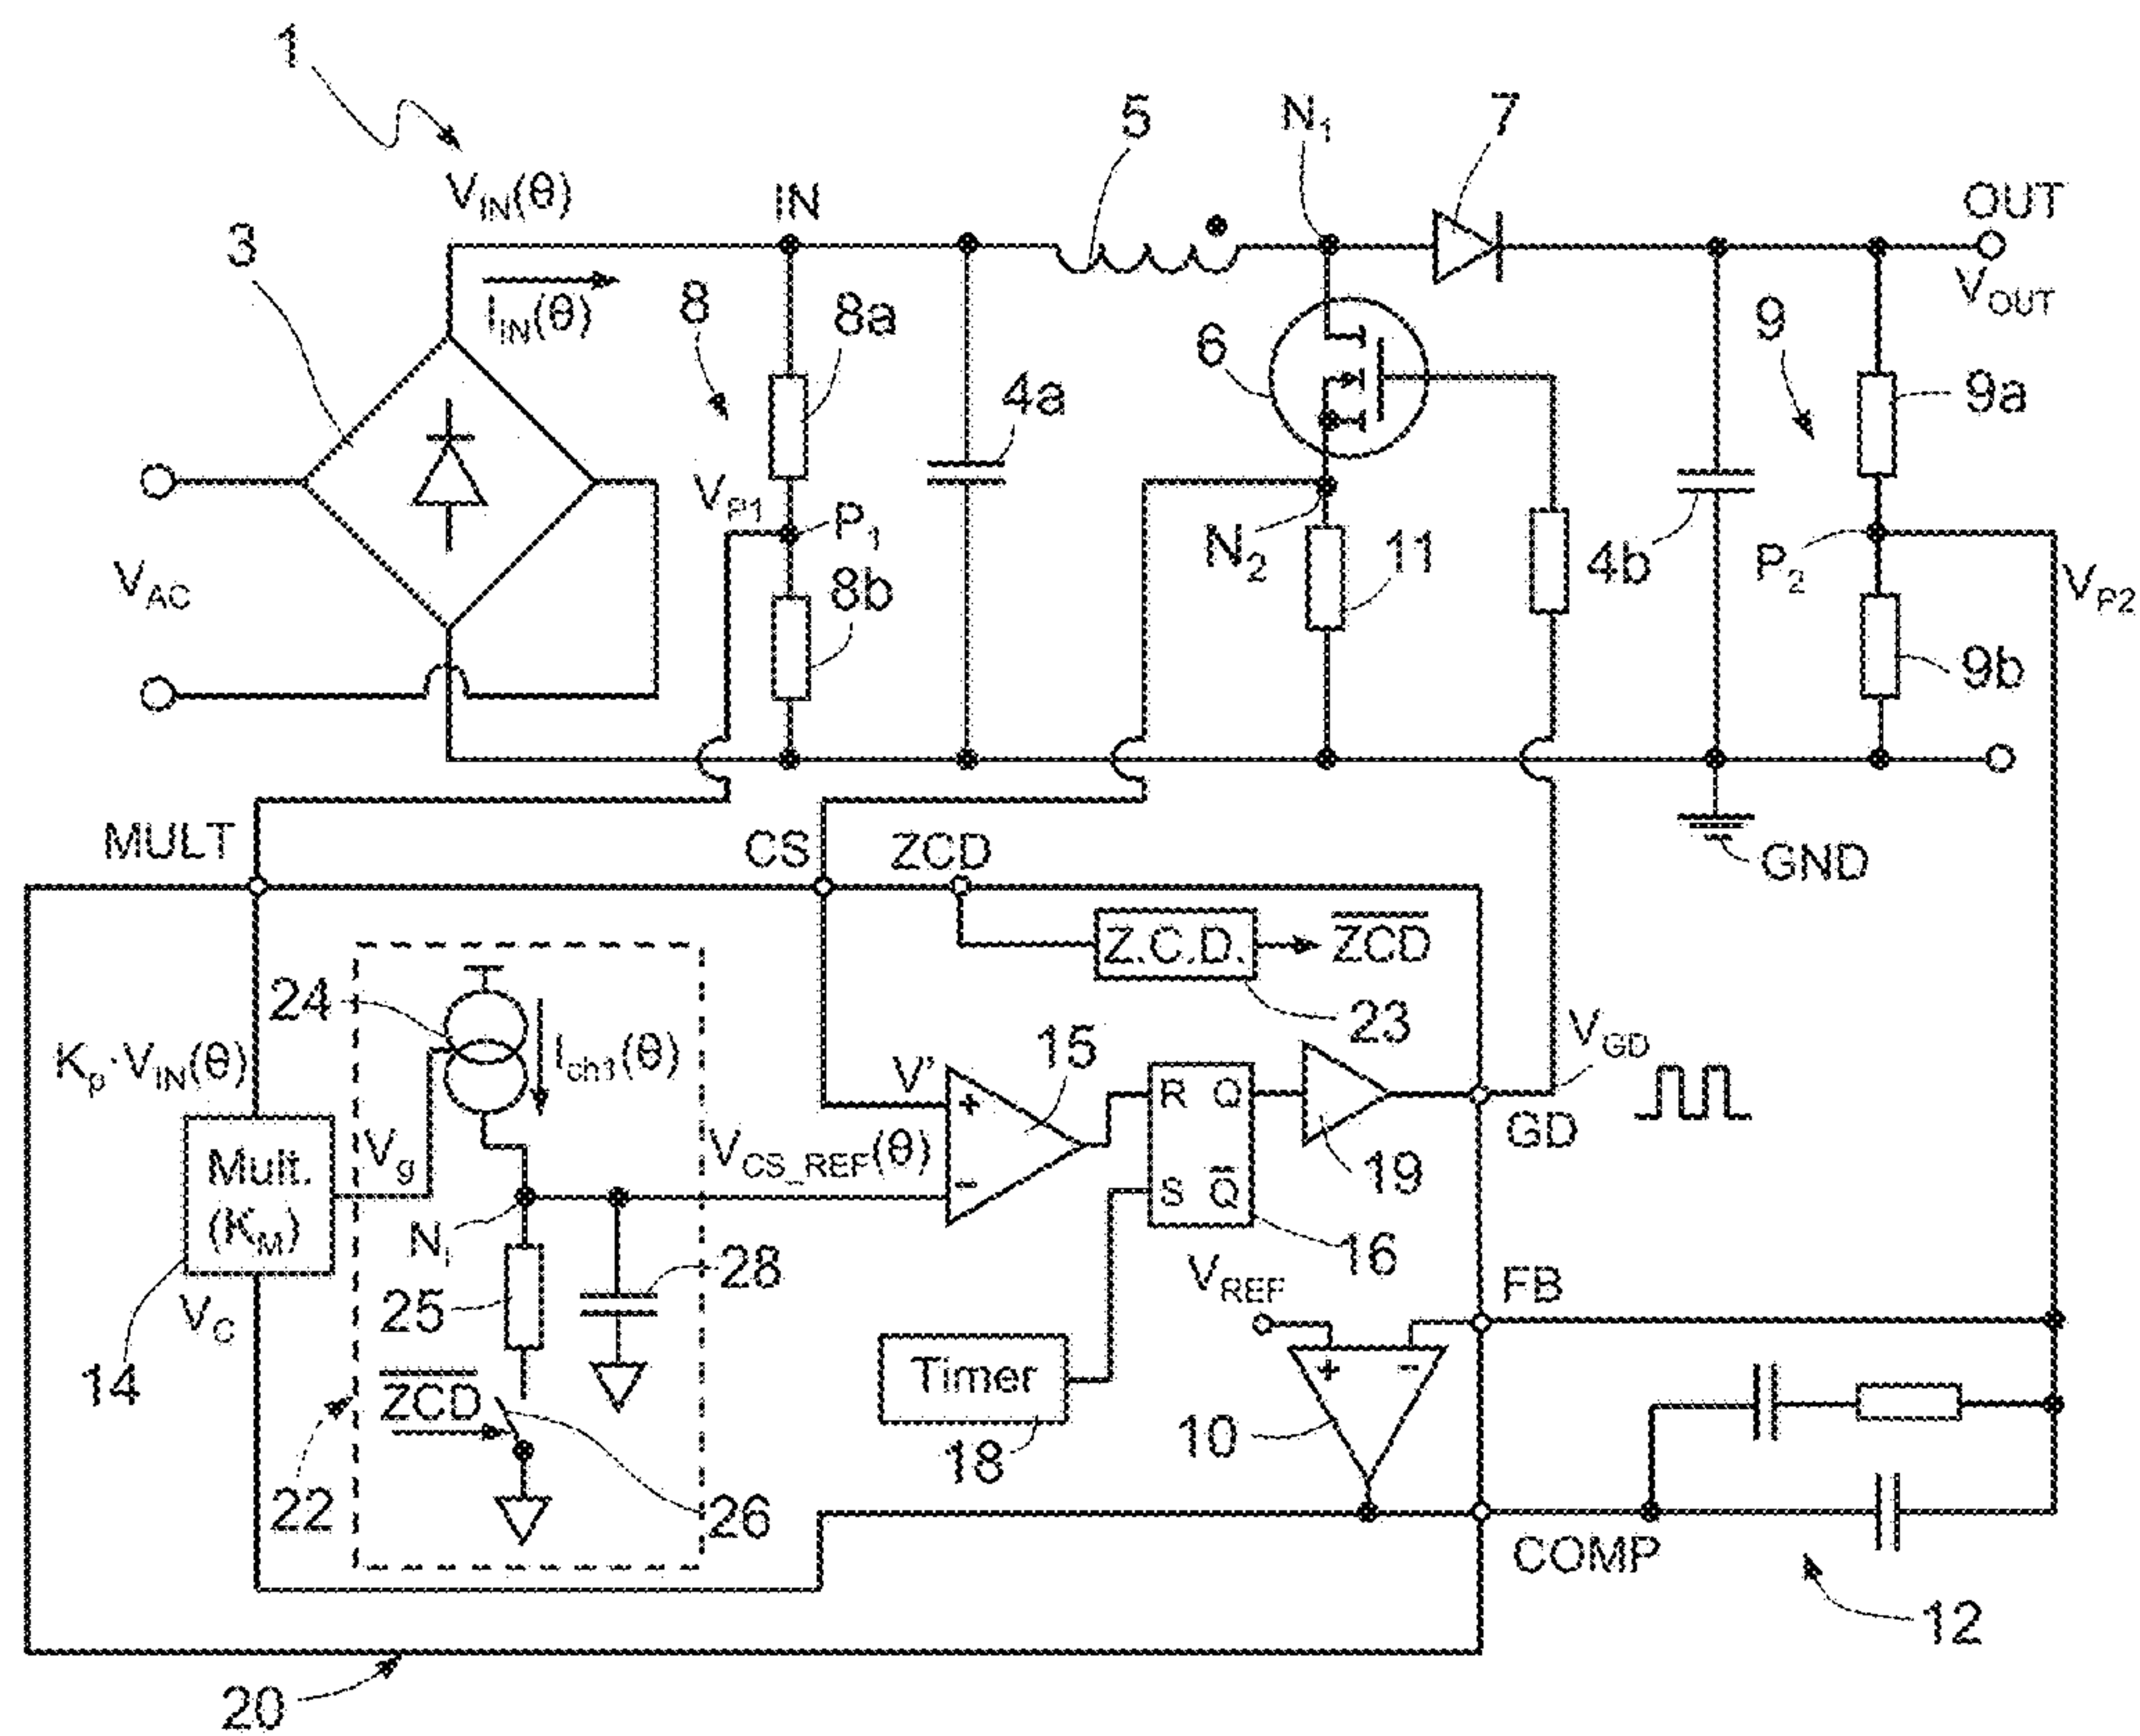 1
V_IN(θ)
IN
5
N_1
7
OUT
V_OUT
3
I_IN(θ)
8
8a
4a
6
9
9a
V_P1
P_1
V_AC
8b
N_2
11
4b
P_2
V_P2
9b
MULT
CS
ZCD
GND
Z.C.D.
Z̅C̅D̅
24
23
K_p·V_IN(θ)
I_ch1(θ)
V'
15
V_GD
+
R Q
GD
Mult.
(K_M)
V_g
V_CS_REF(θ)
-
S Q̅
19
N_i
16
V_C
25
28
V_REF
FB
14
Z̅C̅D̅
Timer
+ -
10
18
22
26
COMP
12
20